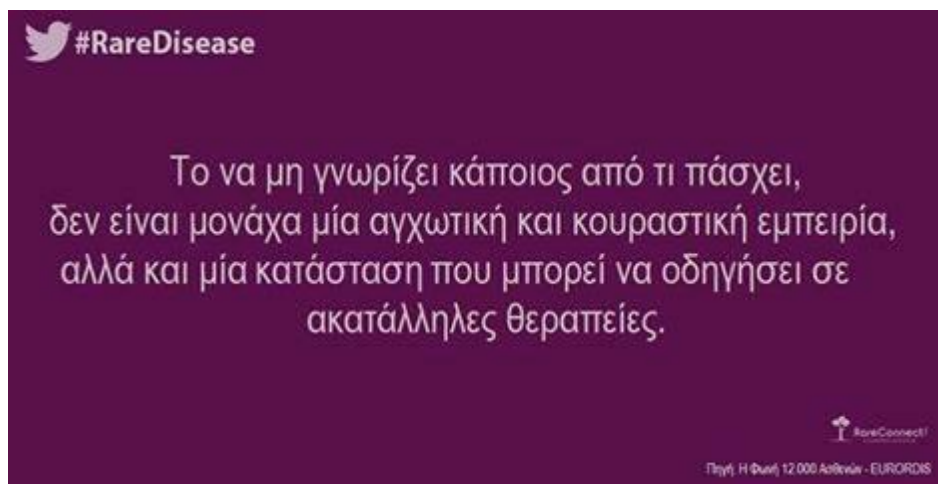 #RareDisease
Το να μη γνωρίζει κάποιος από τι πάσχει,
δεν είναι μονάχα μία αγχωτική και κουραστική εμπειρία,
αλλά και μία κατάσταση που μπορεί να οδηγήσει σε
ακατάλληλες θεραπείες.
RareConnect
Πηγή: Η Φωνή 12.000 Ασθενών - EURORDIS